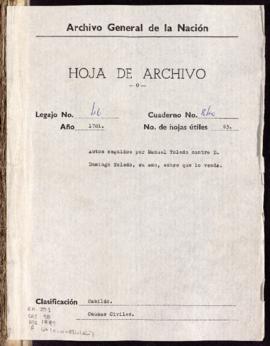 Archivo General de la Nación
HOJA DE ARCHIVO
—o—
Legajo No. Cuaderno No.
Año 1781. No. de hojas útiles 63.
Autos seguidos por Manuel Toledo contra D.
Domingo Toledo, su amo, sobre que lo venda.
Clasificación Cabildo.
Causas Civiles.